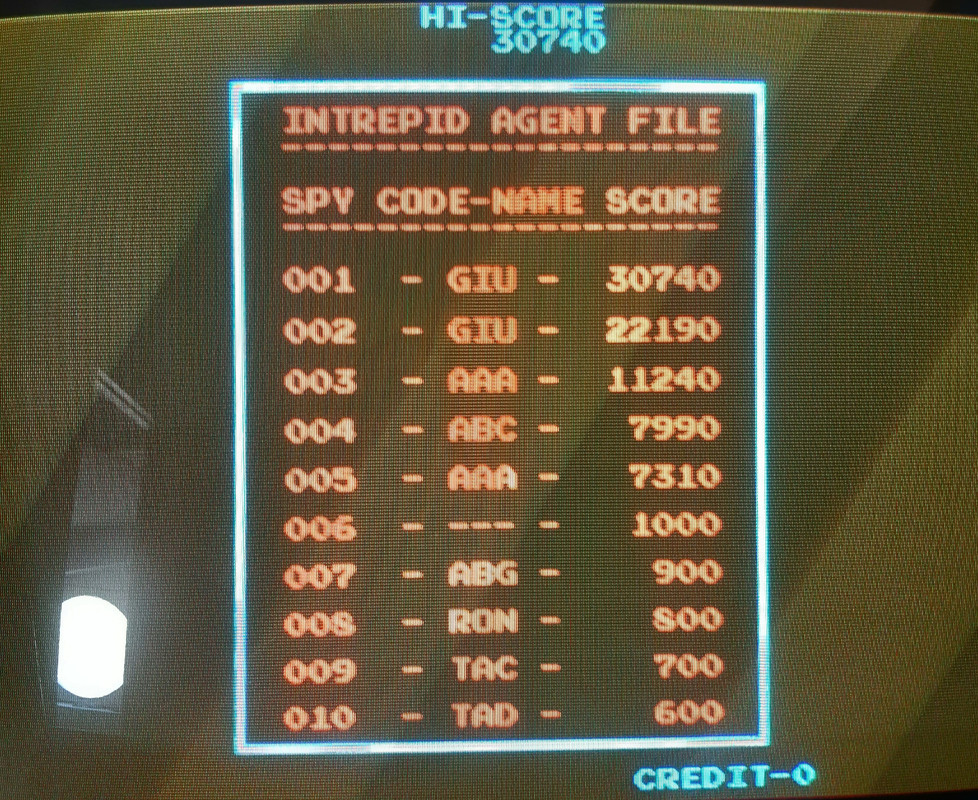 HI-SCORE
30740
INTREPID AGENT FILE
SPY CODE-NAME SCORE
001 - GIU - 30740
002 - GIU - 22190
003 - AAA - 11240
004 - ABC - 7990
005 - AAA - 7310
006 - --- - 1000
007 - ABG - 900
008 - RON - 800
009 - TAC - 700
010 - TAD - 600
CREDIT-0